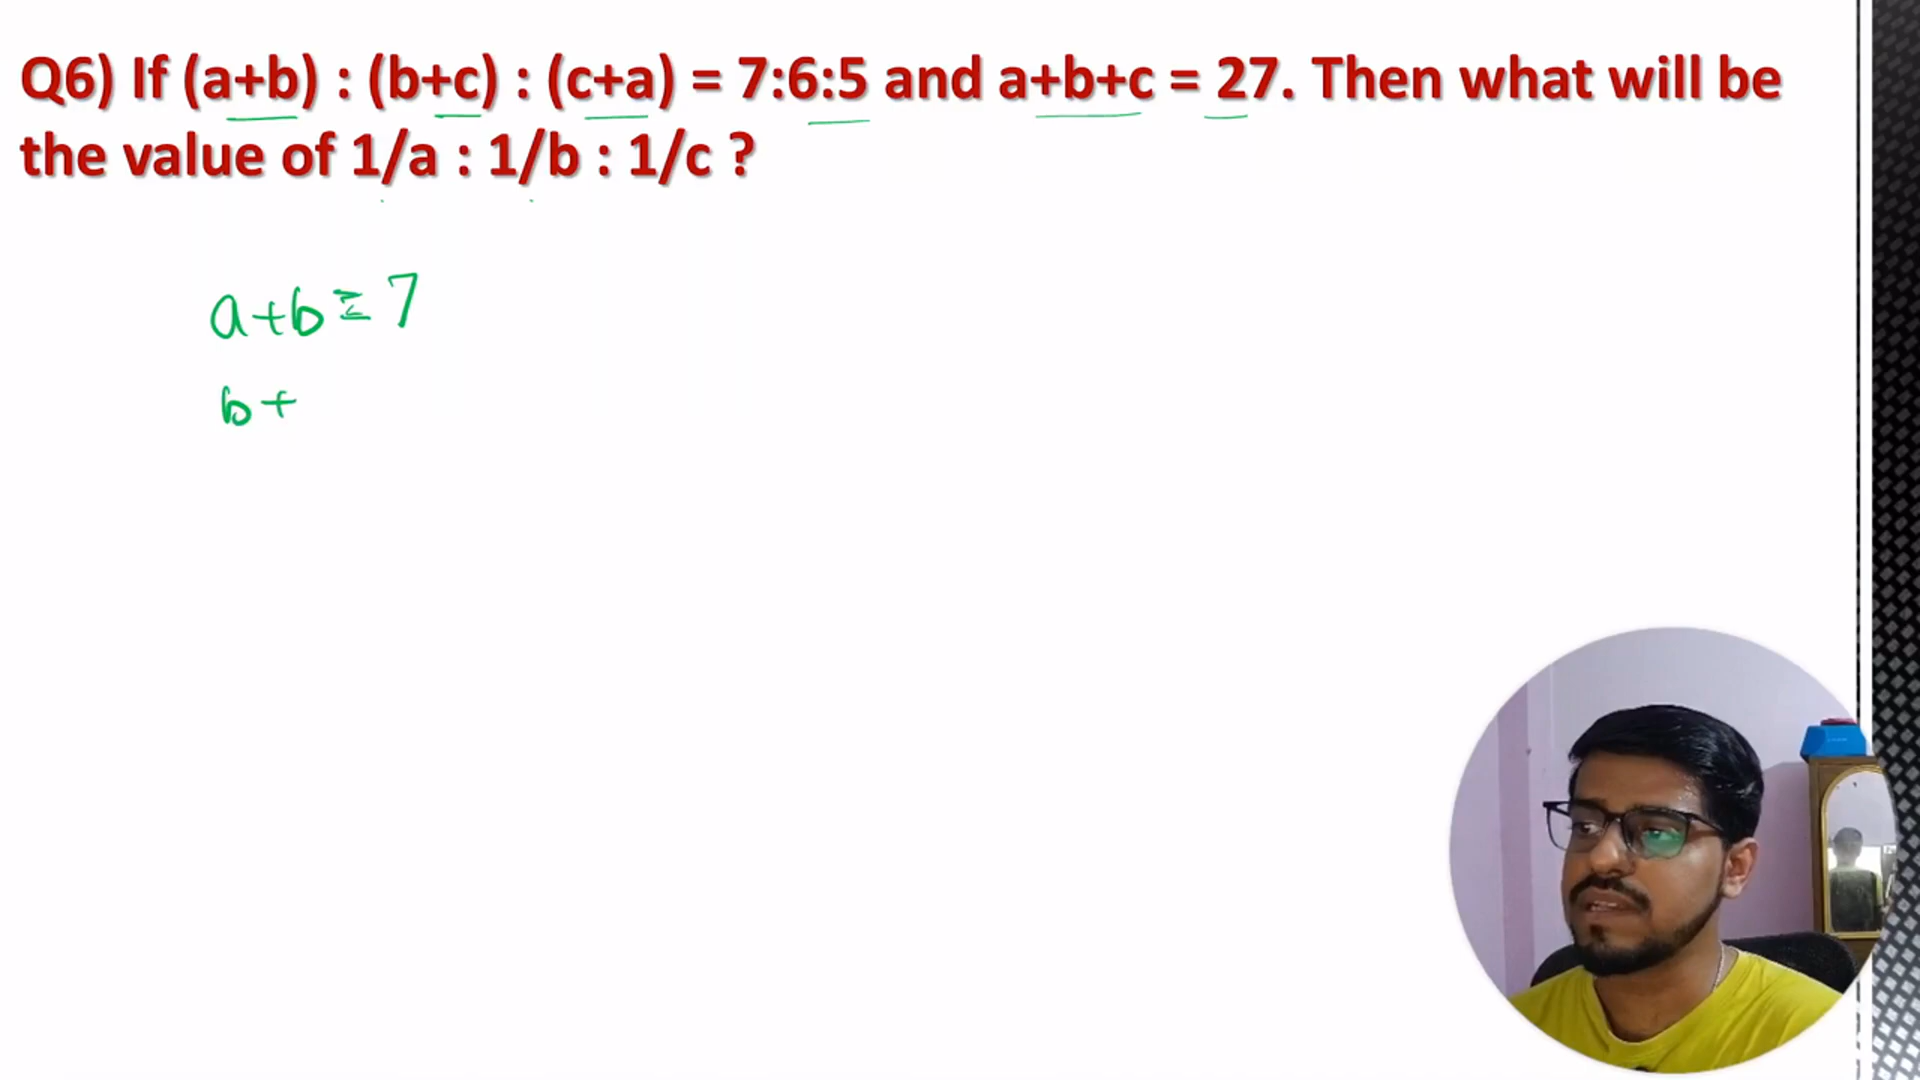 Q6) If (a+b) : (b+c) : (c+a) = 7:6:5 and a+b+c = 27. Then what will be
the value of 1/a : 1/b : 1/c ?
a+b = 7
b+